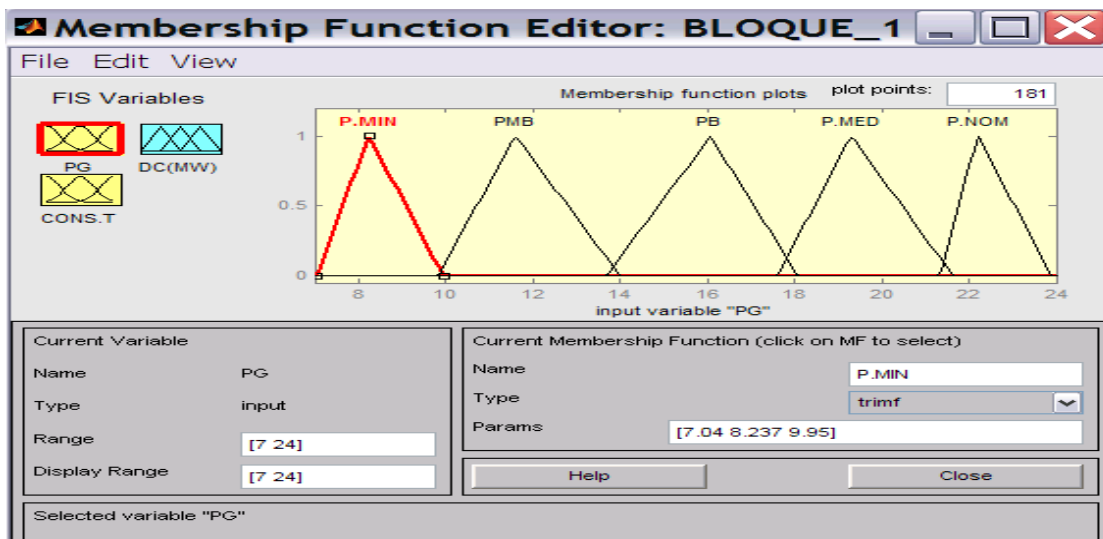 Membership Function Editor: BLOQUE_1
File Edit View
FIS Variables
Membership function plots plot points: 181
P.MIN PMB PB P.MED P.NOM
1
0.5
0
PG DC(MW)
CONS.T
8 10 12 14 16 18 20 22 24
input variable "PG"
Current Variable
Name PG
Type input
Range [7 24]
Display Range [7 24]
Current Membership Function (click on MF to select)
Name P.MIN
Type trimf
Params [7.04 8.237 9.95]
Help Close
Selected variable "PG"